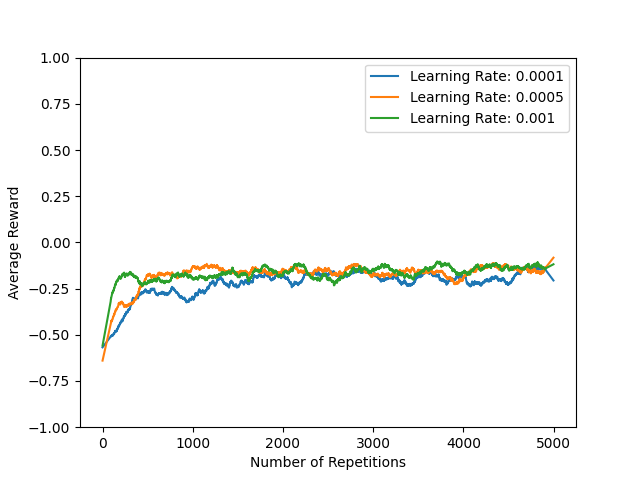 Learning Rate: 0.0001
Learning Rate: 0.0005
Learning Rate: 0.001
1.00
0.75
0.50
0.25
0.00
−0.25
−0.50
−0.75
−1.00
Average Reward
0 1000 2000 3000 4000 5000
Number of Repetitions